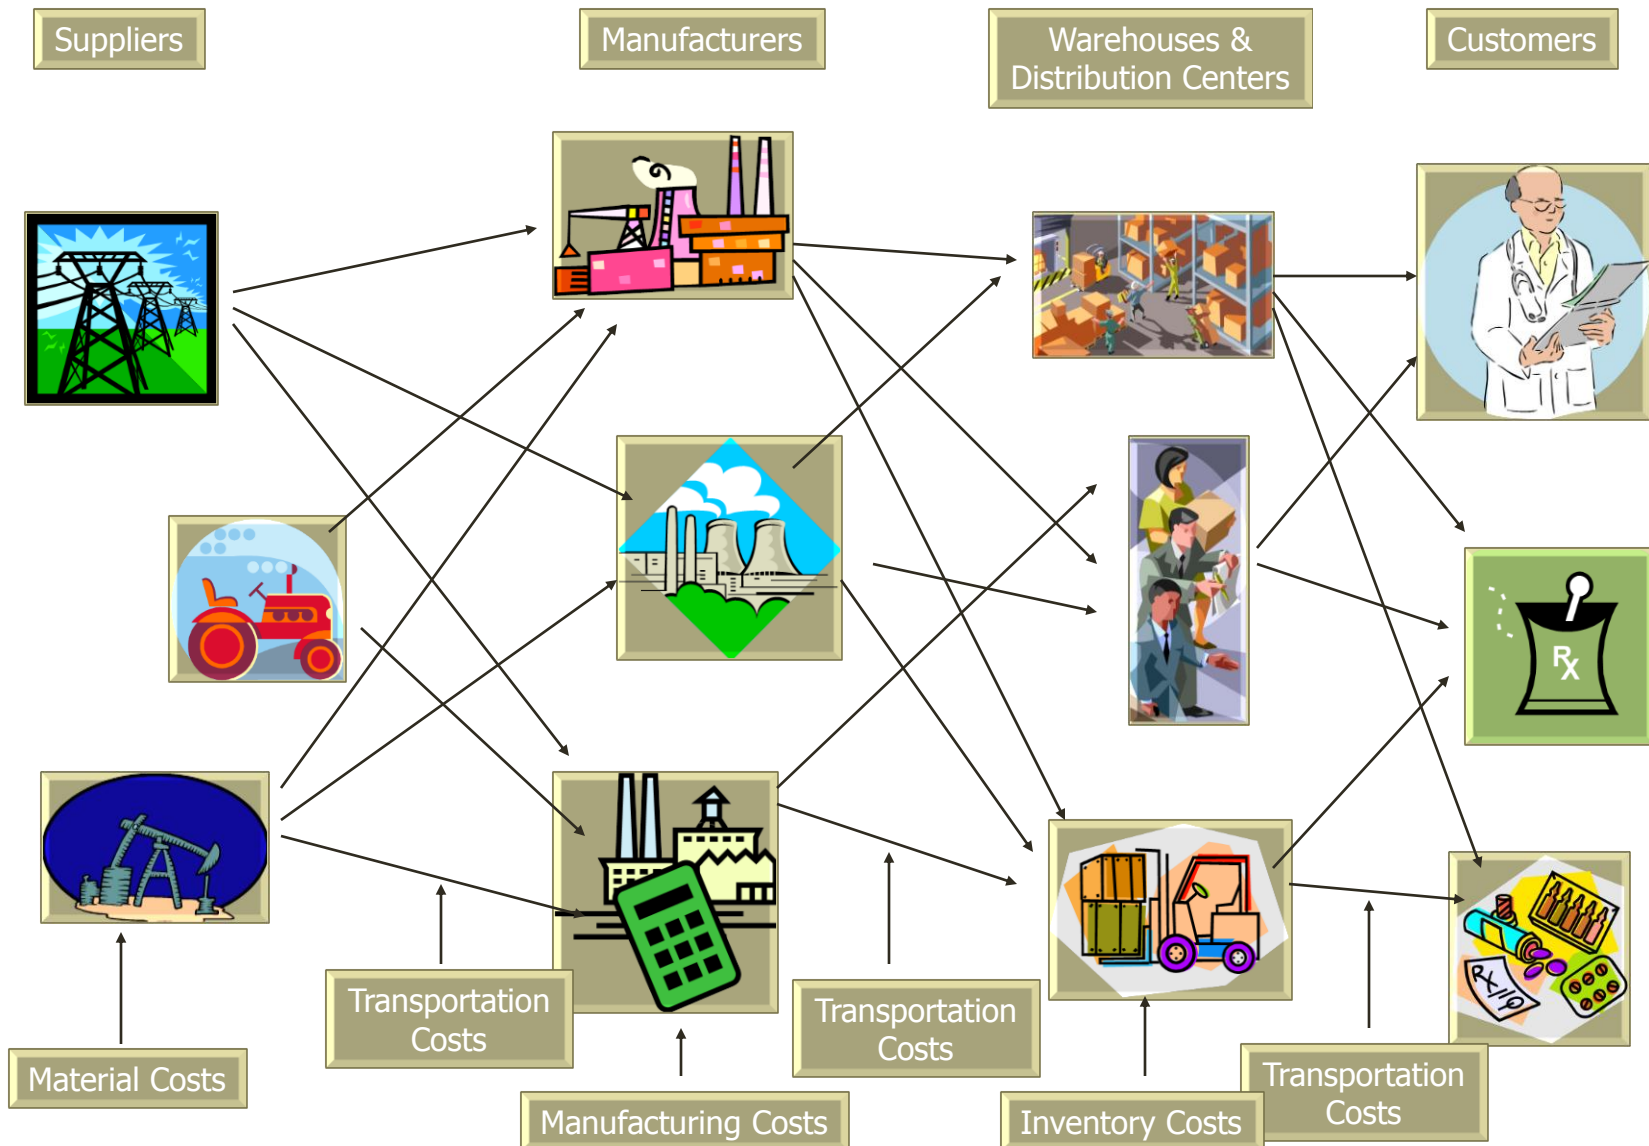 Suppliers
Manufacturers
Warehouses &
Distribution Centers
Customers
Rx
Rx
Transportation
Costs
Transportation
Costs
Material Costs
Transportation
Costs
Manufacturing Costs
Inventory Costs